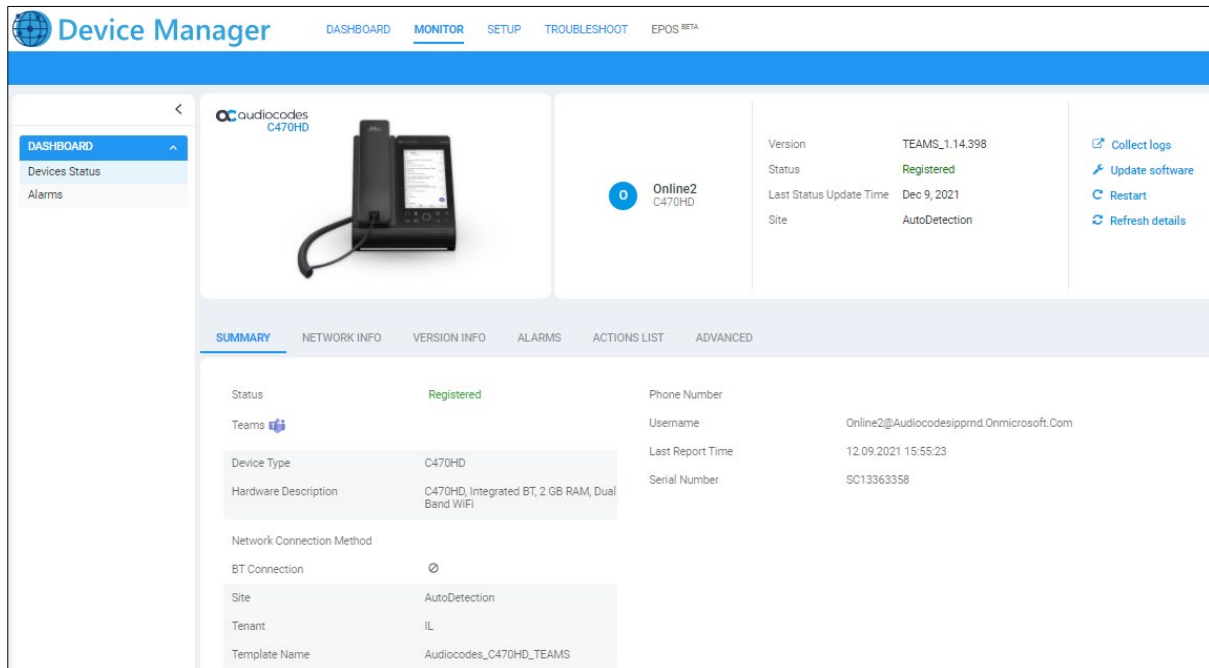 Device Manager
DASHBOARD MONITOR SETUP TROUBLESHOOT EPOS BETA
DASHBOARD
Devices Status
Alarms
audiocodes
C470HD
O
Online2
C470HD
Version TEAMS_1.14.398
Status Registered
Last Status Update Time Dec 9, 2021
Site AutoDetection
Collect logs
Update software
Restart
Refresh details
SUMMARY NETWORK INFO VERSION INFO ALARMS ACTIONS LIST ADVANCED
Status Registered
Teams
Device Type C470HD
Hardware Description C470HD, Integrated BT, 2 GB RAM, Dual
Band WiFi
Network Connection Method
BT Connection
Site AutoDetection
Tenant IL
Template Name Audiocodes_C470HD_TEAMS
Phone Number
Username Online2@Audiocodesipprnd.Onmicrosoft.Com
Last Report Time 12.09.2021 15:55:23
Serial Number SC13363358